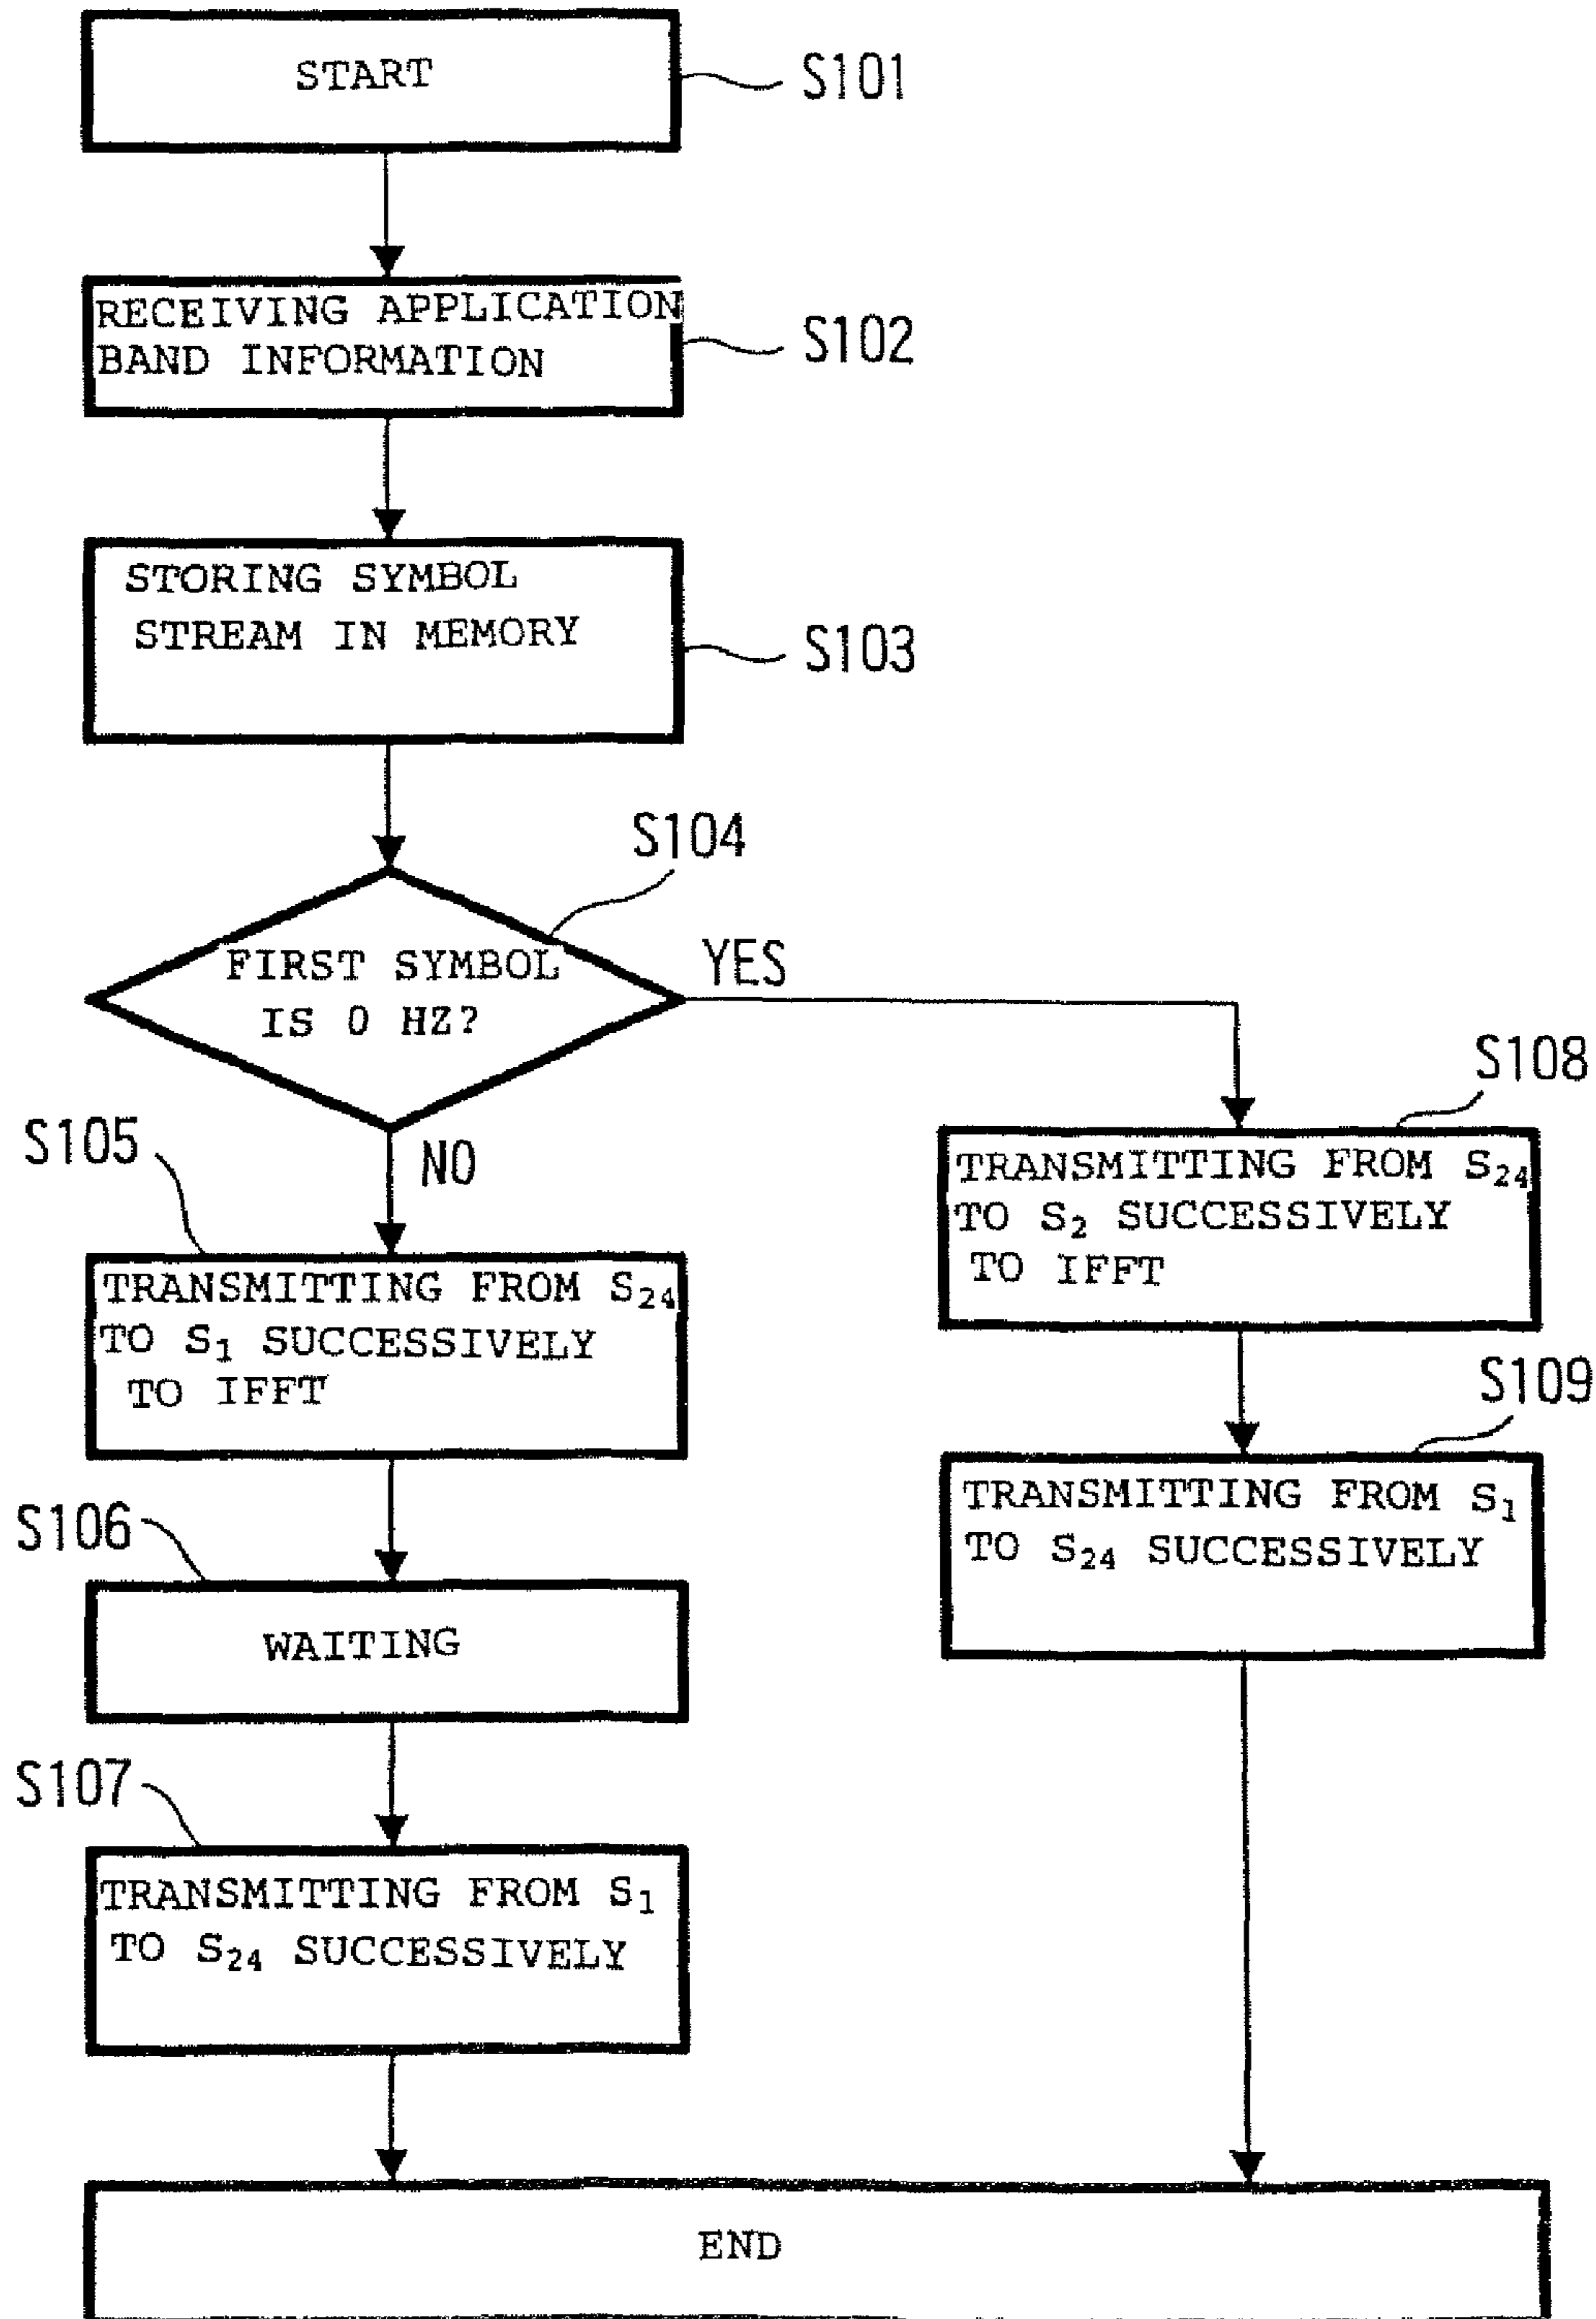 START
S101
RECEIVING APPLICATION
BAND INFORMATION
S102
STORING SYMBOL
STREAM IN MEMORY
S103
S104
FIRST SYMBOL
IS 0 HZ?
YES
NO
S105
TRANSMITTING FROM S24
TO S1 SUCCESSIVELY
TO IFFT
S108
TRANSMITTING FROM S24
TO S2 SUCCESSIVELY
TO IFFT
S106
WAITING
S109
TRANSMITTING FROM S1
TO S24 SUCCESSIVELY
S107
TRANSMITTING FROM S1
TO S24 SUCCESSIVELY
END